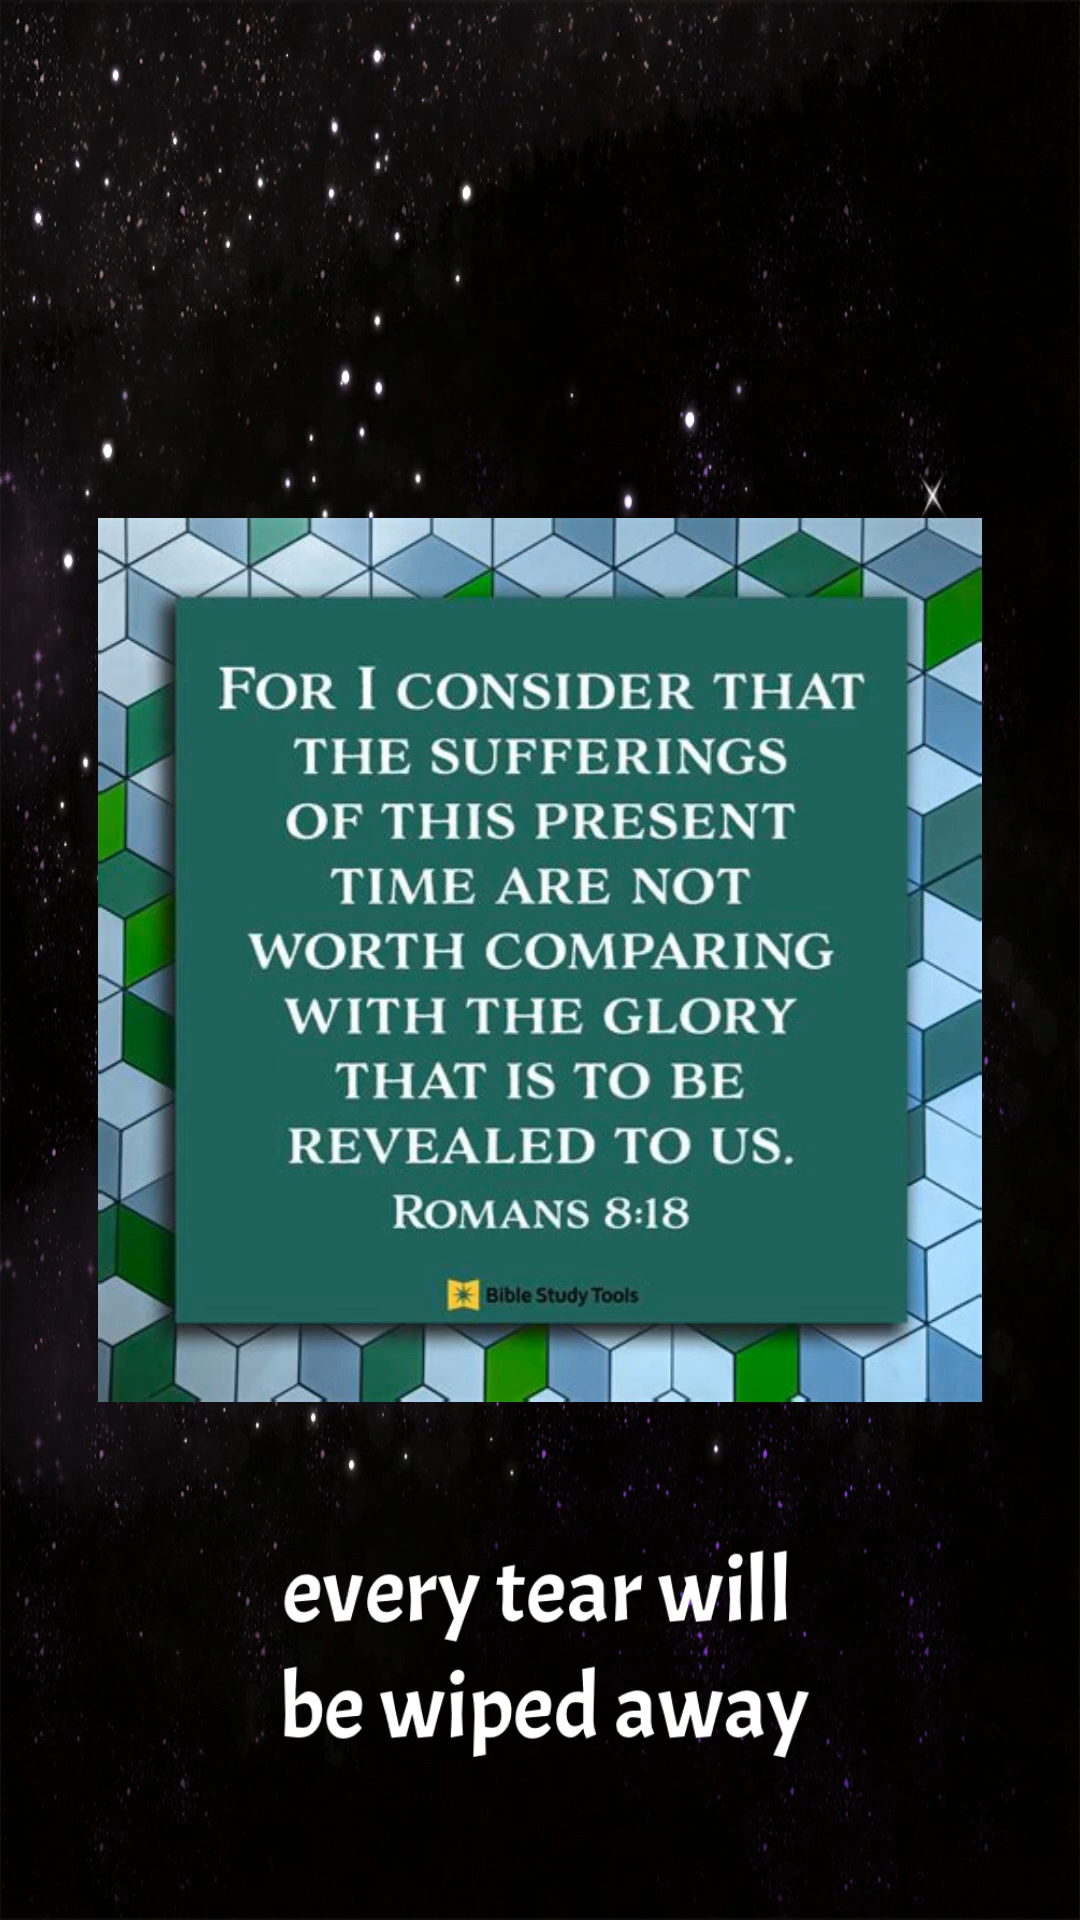 For I consider that
the sufferings
of this present
time are not
worth comparing
with the glory
that is to be
revealed to us.
Romans 8:18
Bible Study Tools
every tear will
be wiped away